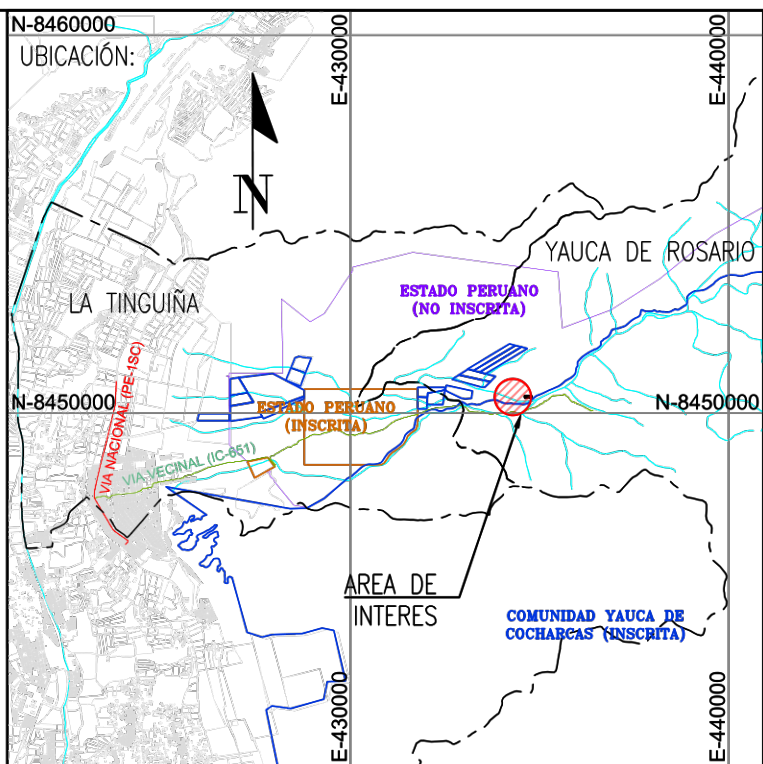 N-8460000
UBICACIÓN:
E-430000
E-440000
N
YAUCA DE ROSARIO
LA TINGUIÑA
ESTADO PERUANO
(NO INSCRITA)
VIA NACIONAL (PE-1SC)
N-8450000
ESTADO PERUANO
(INSCRITA)
VIA VECINAL (IC-651)
AREA DE
INTERES
COMUNIDAD YAUCA DE
COCHARCAS (INSCRITA)
E-430000
E-440000
N-8450000